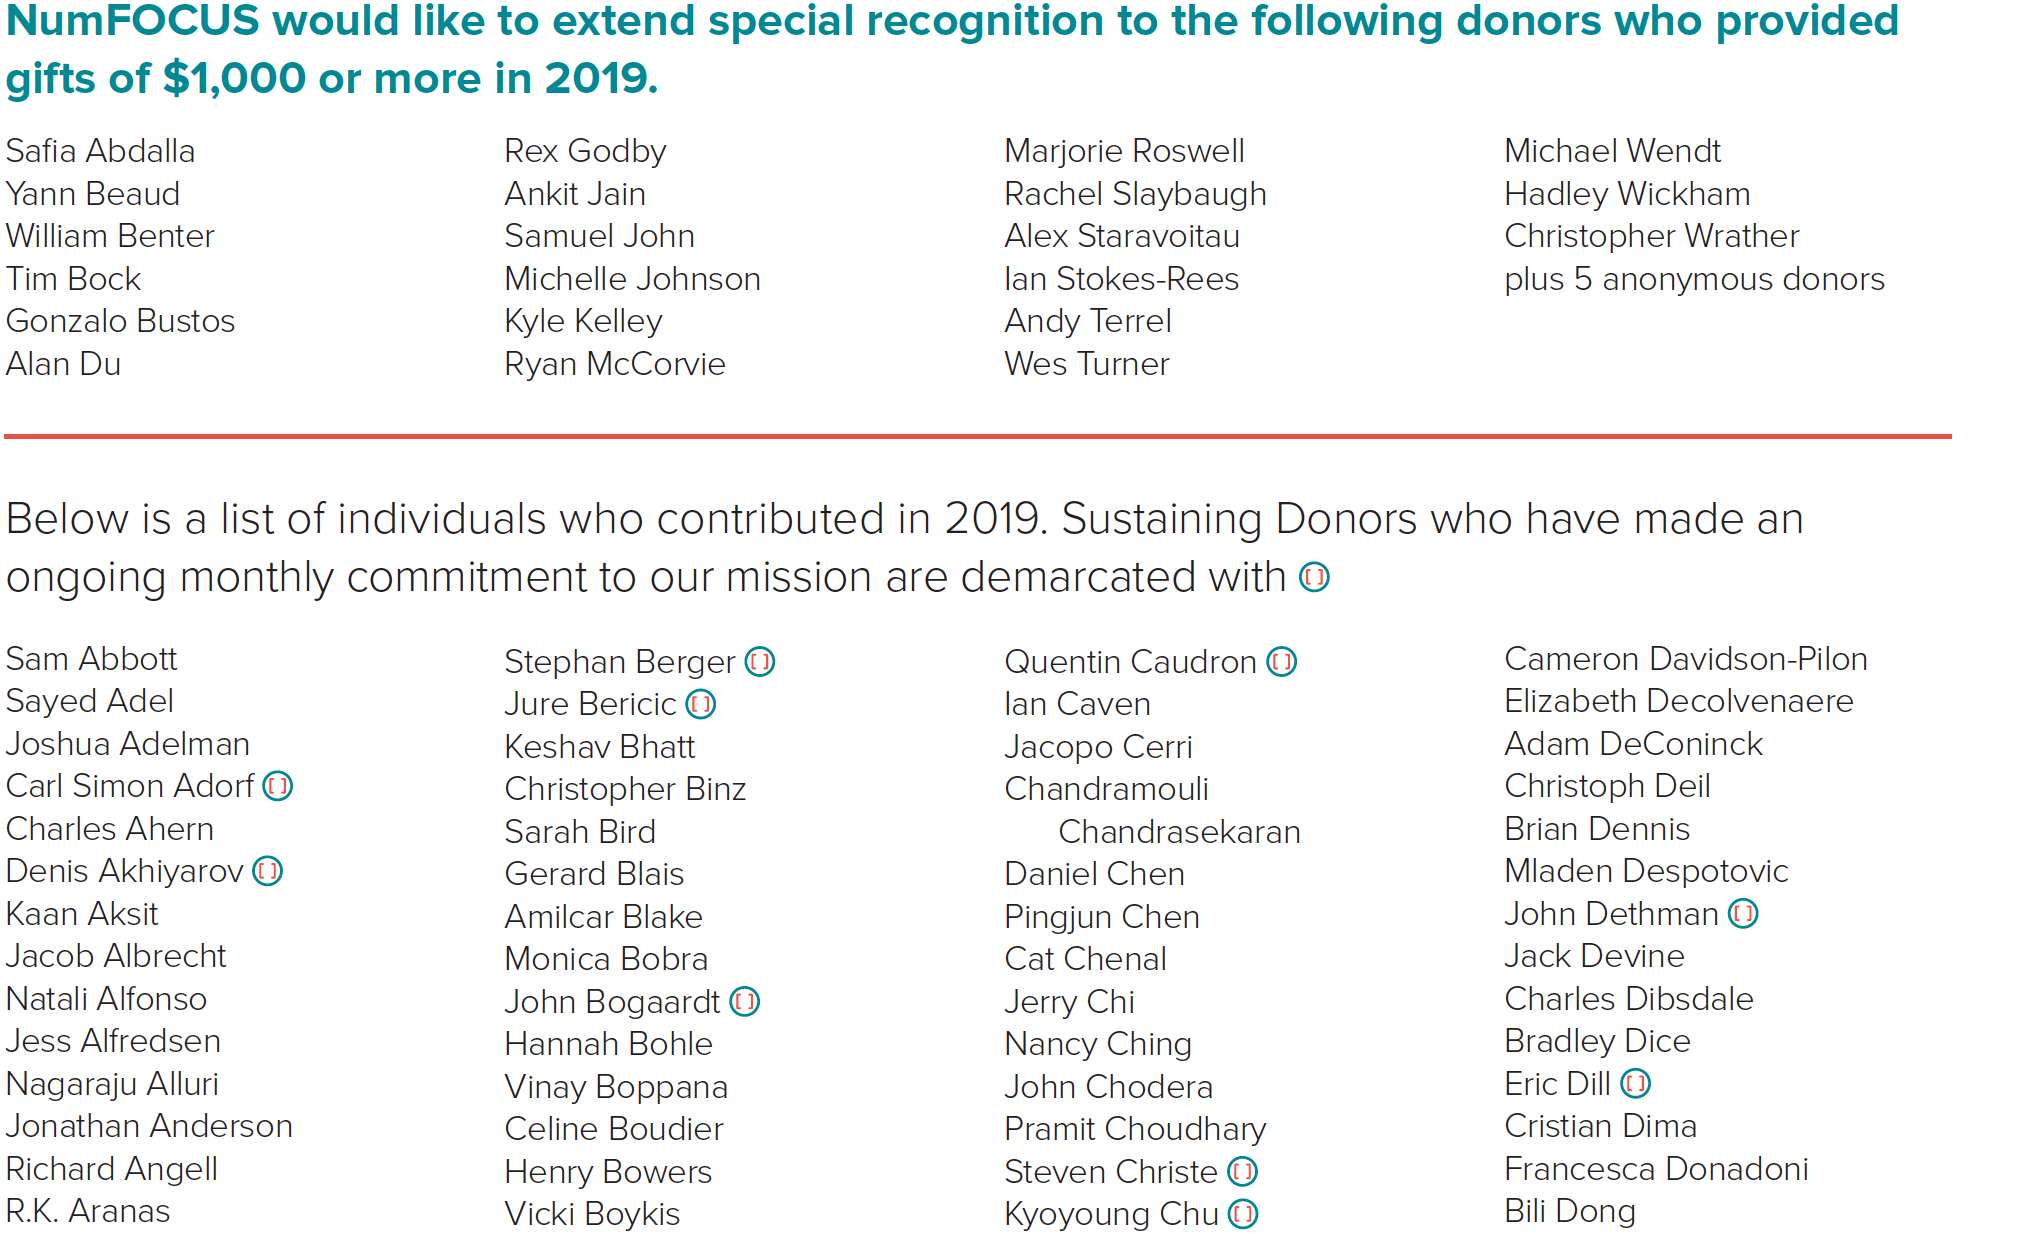 NumFOCUS would like to extend special recognition to the following donors who provided
gifts of $1,000 or more in 2019.
Safia Abdalla
Yann Beaud
William Benter
Tim Bock
Gonzalo Bustos
Alan Du
Rex Godby
Ankit Jain
Samuel John
Michelle Johnson
Kyle Kelley
Ryan McCorvie
Marjorie Roswell
Rachel Slaybaugh
Alex Staravoitau
Ian Stokes-Rees
Andy Terrel
Wes Turner
Michael Wendt
Hadley Wickham
Christopher Wrather
plus 5 anonymous donors
Below is a list of individuals who contributed in 2019. Sustaining Donors who have made an
ongoing monthly commitment to our mission are demarcated with []
Sam Abbott
Sayed Adel
Joshua Adelman
Carl Simon Adorf []
Charles Ahern
Denis Akhiyarov []
Kaan Aksit
Jacob Albrecht
Natali Alfonso
Jess Alfredsen
Nagaraju Alluri
Jonathan Anderson
Richard Angell
R.K. Aranas
Stephan Berger []
Jure Bericic []
Keshav Bhatt
Christopher Binz
Sarah Bird
Gerard Blais
Amilcar Blake
Monica Bobra
John Bogaardt []
Hannah Bohle
Vinay Boppana
Celine Boudier
Henry Bowers
Vicki Boykis
Quentin Caudron []
Ian Caven
Jacopo Cerri
Chandramouli
Chandrasekaran
Daniel Chen
Pingjun Chen
Cat Chenal
Jerry Chi
Nancy Ching
John Chodera
Pramit Choudhary
Steven Christe []
Kyoyoung Chu []
Cameron Davidson-Pilon
Elizabeth Decolvenaere
Adam DeConinck
Christoph Deil
Brian Dennis
Mladen Despotovic
John Dethman []
Jack Devine
Charles Dibsdale
Bradley Dice
Eric Dill []
Cristian Dima
Francesca Donadoni
Bili Dong